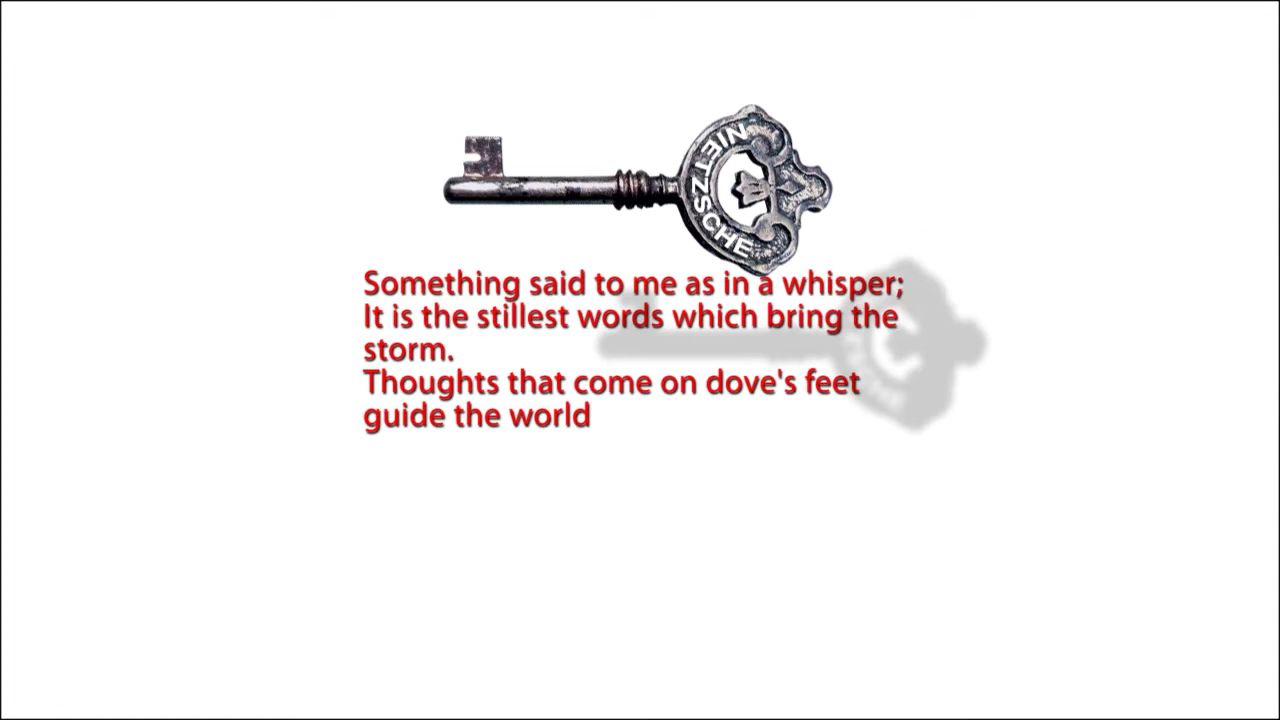 NIETZSCHE
Something said to me as in a whisper;
It is the stillest words which bring the
storm.
Thoughts that come on dove's feet
guide the world